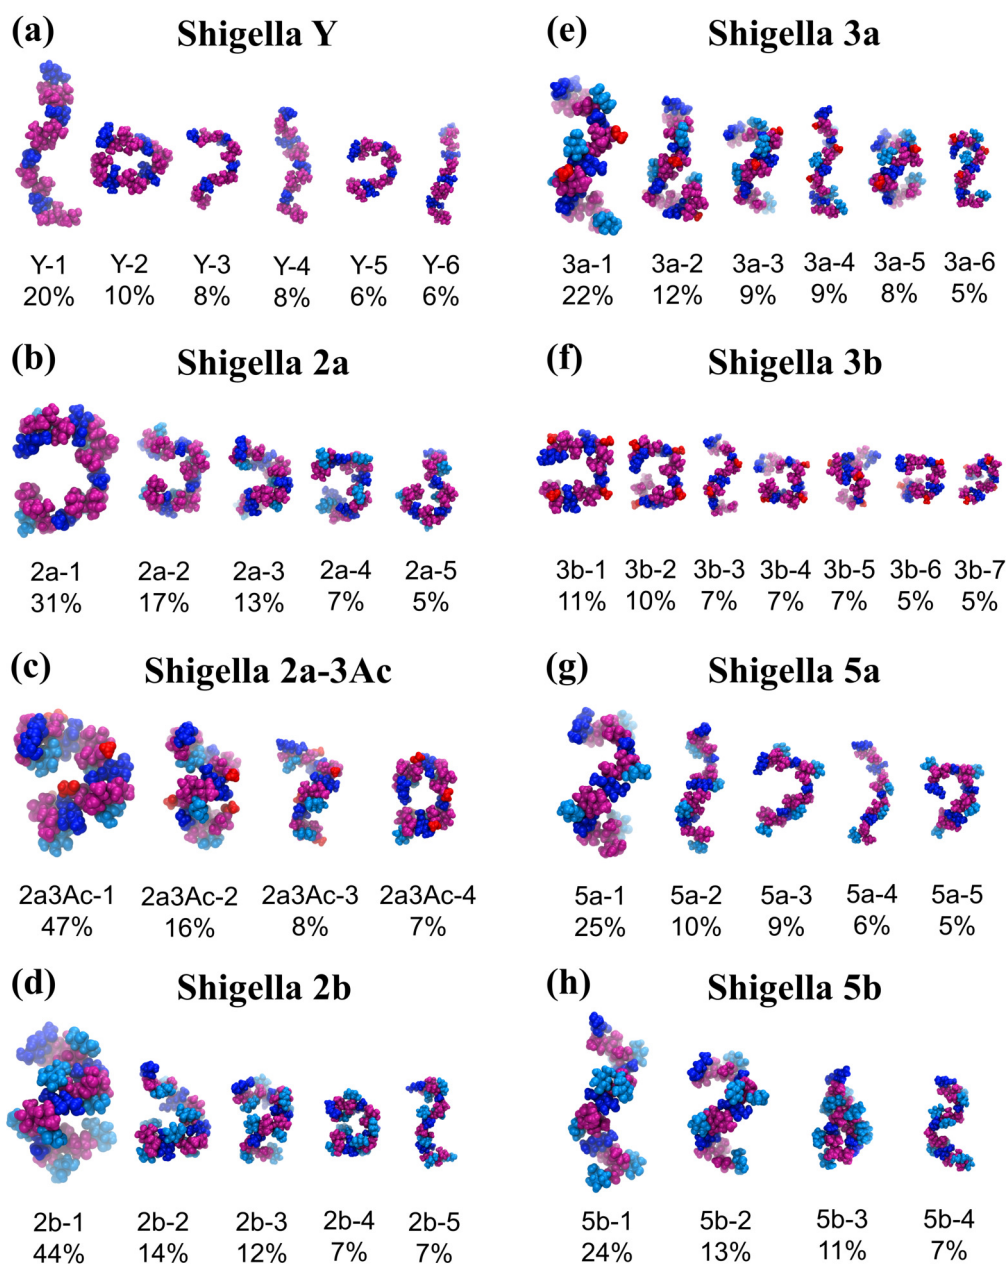 (a) Shigella Y
Y-1 Y-2 Y-3 Y-4 Y-5 Y-6
20% 10% 8% 8% 6% 6%
(b) Shigella 2a
2a-1 2a-2 2a-3 2a-4 2a-5
31% 17% 13% 7% 5%
(c) Shigella 2a-3Ac
2a3Ac-1 2a3Ac-2 2a3Ac-3 2a3Ac-4
47% 16% 8% 7%
(d) Shigella 2b
2b-1 2b-2 2b-3 2b-4 2b-5
44% 14% 12% 7% 7%
(e) Shigella 3a
3a-1 3a-2 3a-3 3a-4 3a-5 3a-6
22% 12% 9% 9% 8% 5%
(f) Shigella 3b
3b-1 3b-2 3b-3 3b-4 3b-5 3b-6 3b-7
11% 10% 7% 7% 7% 5% 5%
(g) Shigella 5a
5a-1 5a-2 5a-3 5a-4 5a-5
25% 10% 9% 6% 5%
(h) Shigella 5b
5b-1 5b-2 5b-3 5b-4
24% 13% 11% 7%